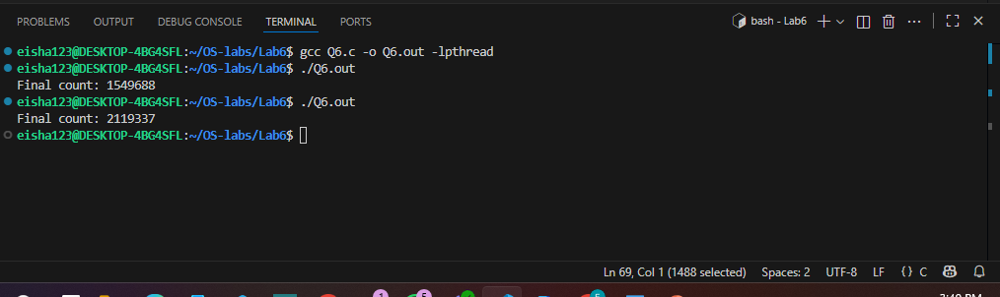 PROBLEMS OUTPUT DEBUG CONSOLE TERMINAL PORTS bash - Lab6
eisha123@DESKTOP-4BG4SFL:~/OS-labs/Lab6$ gcc Q6.c -o Q6.out -lpthread
eisha123@DESKTOP-4BG4SFL:~/OS-labs/Lab6$ ./Q6.out
Final count: 1549688
eisha123@DESKTOP-4BG4SFL:~/OS-labs/Lab6$ ./Q6.out
Final count: 2119337
eisha123@DESKTOP-4BG4SFL:~/OS-labs/Lab6$
Ln 69, Col 1 (1488 selected) Spaces: 2 UTF-8 LF {} C
1 5 5